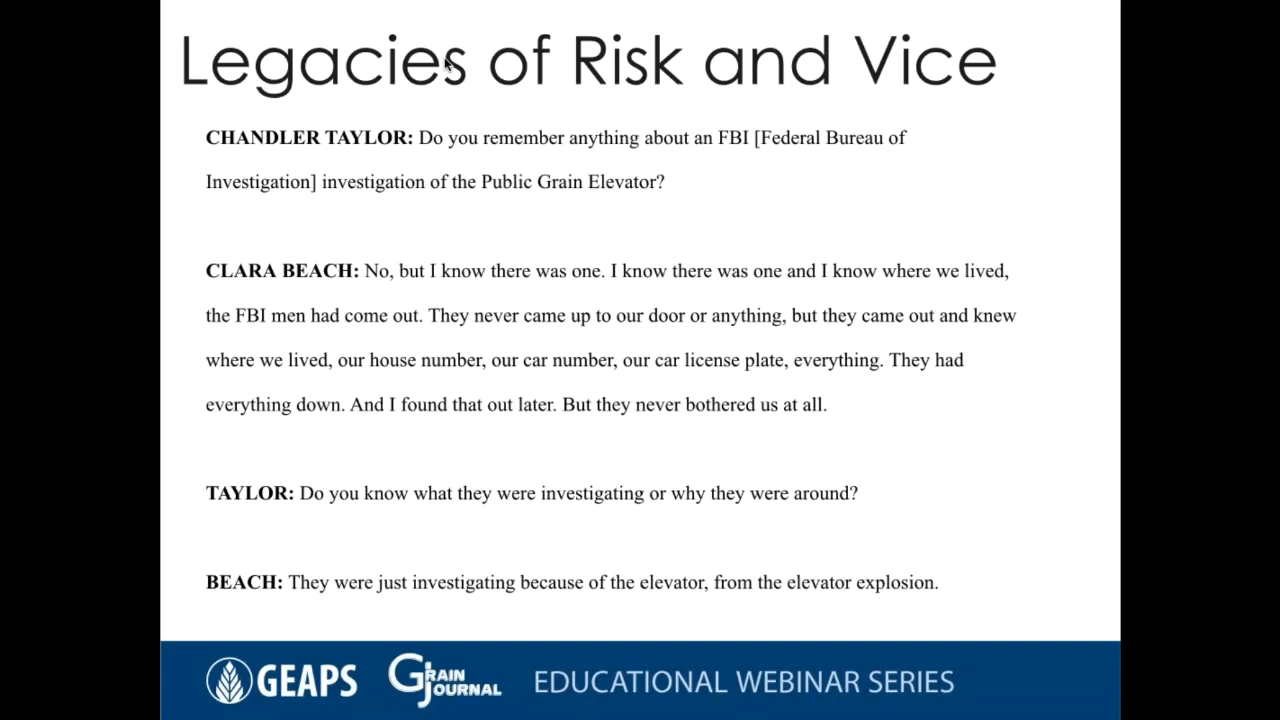 Legacies of Risk and Vice
CHANDLER TAYLOR: Do you remember anything about an FBI [Federal Bureau of
Investigation] investigation of the Public Grain Elevator?
CLARA BEACH: No, but I know there was one. I know there was one and I know where we lived,
the FBI men had come out. They never came up to our door or anything, but they came out and knew
where we lived, our house number, our car number, our car license plate, everything. They had
everything down. And I found that out later. But they never bothered us at all.
TAYLOR: Do you know what they were investigating or why they were around?
BEACH: They were just investigating because of the elevator, from the elevator explosion.
GEAPS GRAIN JOURNAL EDUCATIONAL WEBINAR SERIES